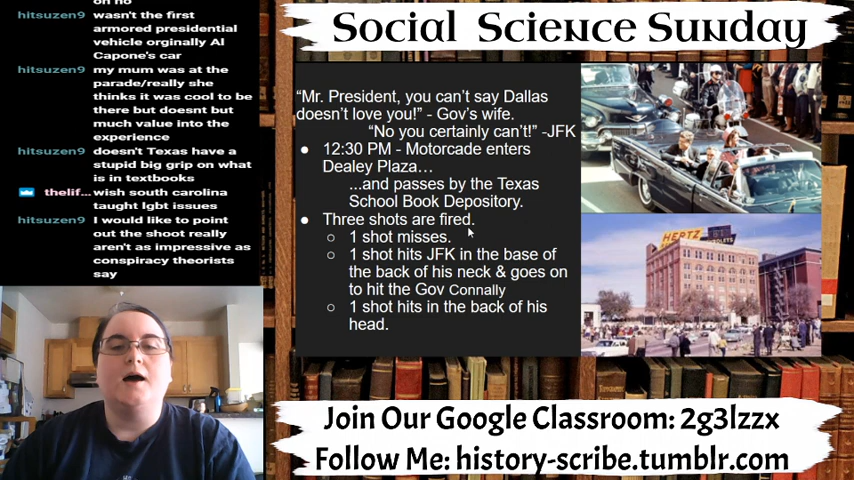 on no
hitsuzen9 wasn't the first
armored presidential
vehicle orginally Al
Capone's car
hitsuzen9 my mum was at the
parade/really she
thinks it was cool to be
there but doesnt but
much value into the
experience
hitsuzen9 doesn't Texas have a
stupid big grip on what
is in textbooks
thelif... wish south carolina
taught lgbt issues
hitsuzen9 I would like to point
out the shoot really
aren't as impressive as
conspiracy theorists
say
Social Science Sunday
“Mr. President, you can’t say Dallas
doesn’t love you!” - Gov’s wife.
“No you certainly can’t!” -JFK
● 12:30 PM - Motorcade enters
Dealey Plaza…
...and passes by the Texas
School Book Depository.
● Three shots are fired.
○ 1 shot misses.
○ 1 shot hits JFK in the base of
the back of his neck & goes on
to hit the Gov Connally
○ 1 shot hits in the back of his
head.
HERTZ
Join Our Google Classroom: 2g3lzzx
Follow Me: history-scribe.tumblr.com